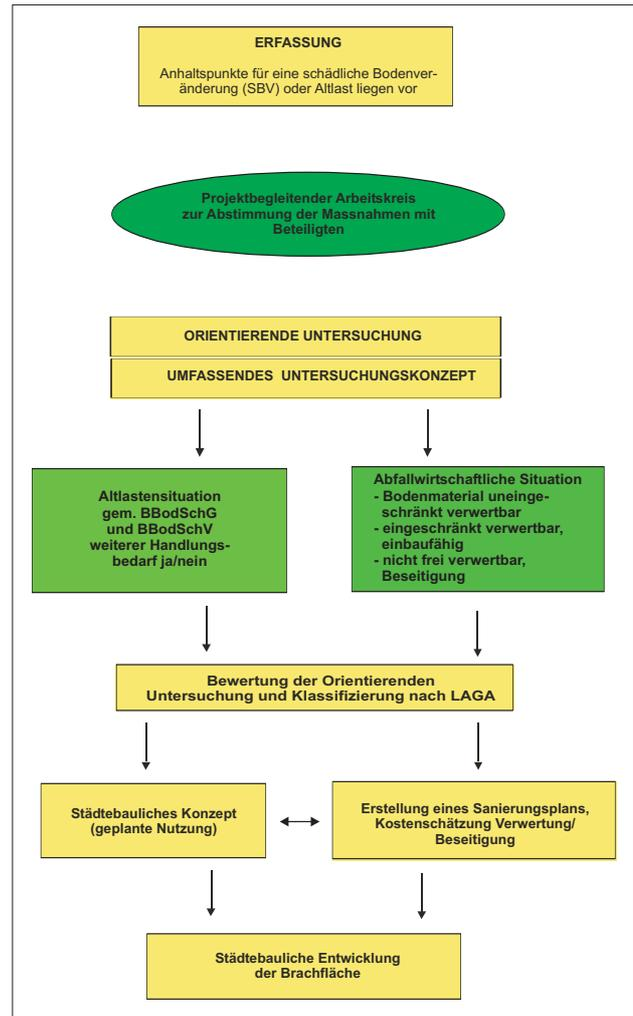 ERFASSUNG
Anhaltspunkte für eine schädliche Bodenver-
änderung (SBV) oder Altlast liegen vor
Projektbegleitender Arbeitskreis
zur Abstimmung der Massnahmen mit
Beteiligten
ORIENTIERENDE UNTERSUCHUNG
UMFASSENDES UNTERSUCHUNGSKONZEPT
Altlastensituation
gem. BBodSchG
und BBodSchV
weiterer Handlungs-
bedarf ja/nein
Abfallwirtschaftliche Situation
- Bodenmaterial uneinge-
schränkt verwertbar
- eingeschränkt verwertbar,
einbaufähig
- nicht frei verwertbar,
Beseitigung
Bewertung der Orientierenden
Untersuchung und Klassifizierung nach LAGA
Städtebauliches Konzept
(geplante Nutzung)
Erstellung eines Sanierungsplans,
Kostenschätzung Verwertung/
Beseitigung
Städtebauliche Entwicklung
der Brachfläche